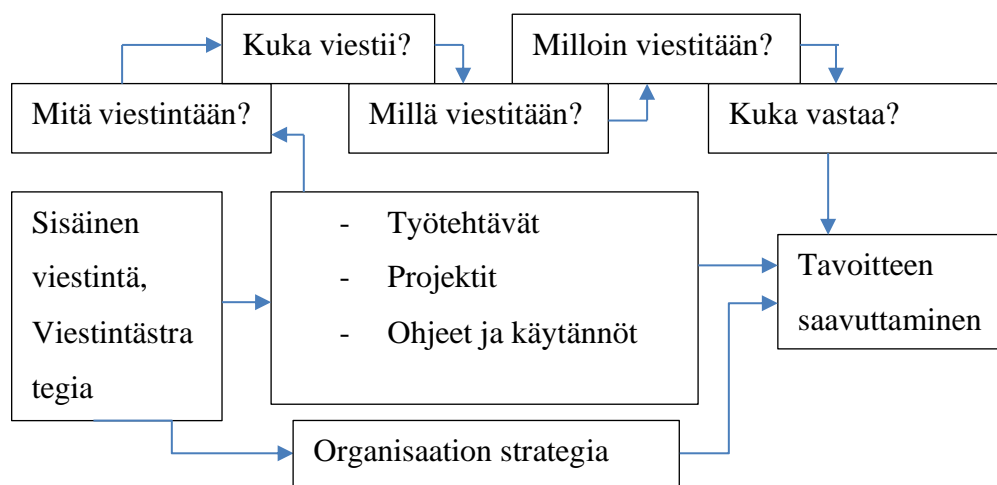 Kuka viestii?
Milloin viestitään?
Mitä viestintään?
Millä viestitään?
Kuka vastaa?
Sisäinen
viestintä,
Viestintästra
tegia
- Työtehtävät
- Projektit
- Ohjeet ja käytännöt
Tavoitteen
saavuttaminen
Organisaation strategia